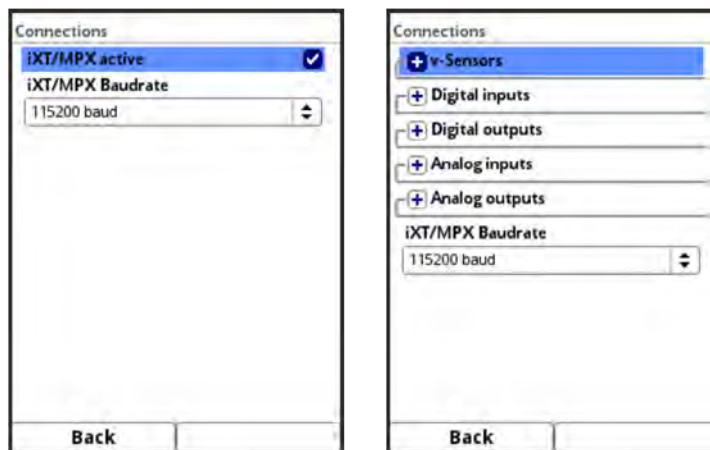 Connections
iXT/MPX active
iXT/MPX Baudrate
115200 baud
Back
Connections
v-Sensors
Digital inputs
Digital outputs
Analog inputs
Analog outputs
iXT/MPX Baudrate
115200 baud
Back